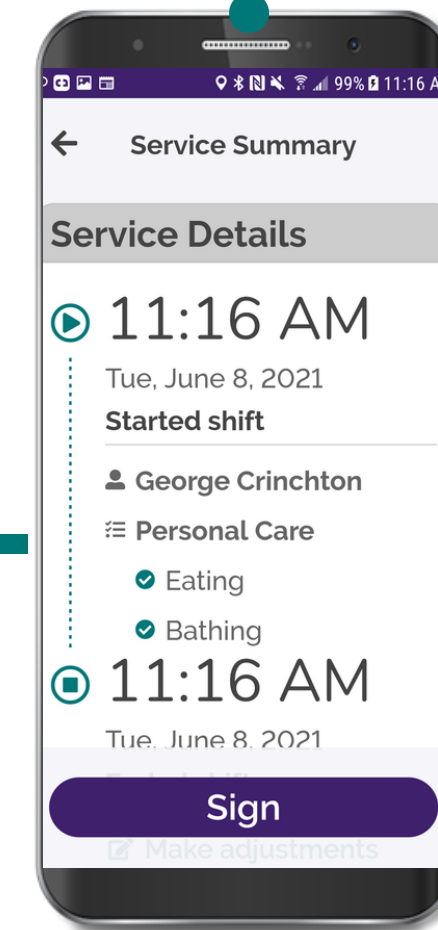 99% 11:16 A
Service Summary
Service Details
11:16 AM
Tue, June 8, 2021
Started shift
George Crinchton
Personal Care
Eating
Bathing
11:16 AM
Tue, June 8, 2021
Sign
Make adjustments